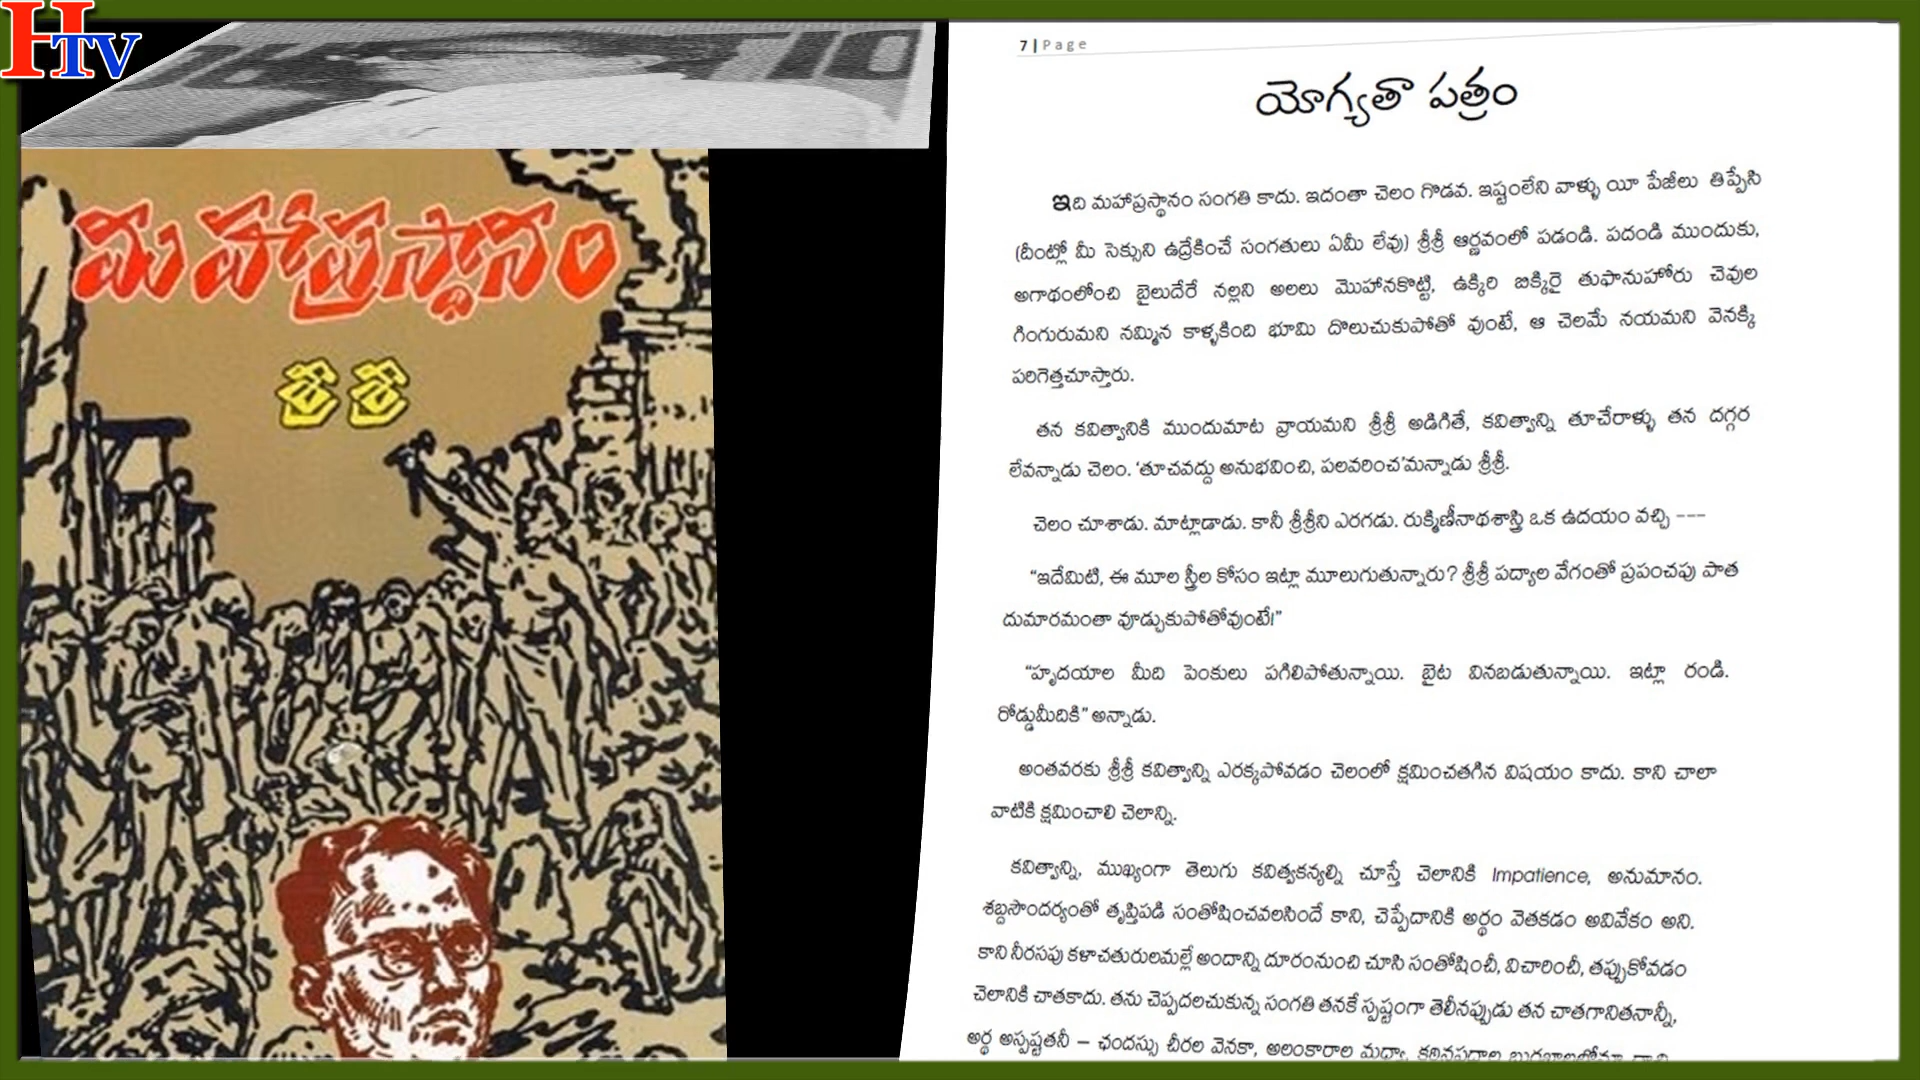 HTV
మహాప్రస్థానం
శ్రీ శ్రీ
7 | Page
యోగ్యతా పత్రం
ఇది మహాప్రస్థానం సంగతి కాదు. ఇదంతా చెలం గొడవ. ఇష్టంలేని వాళ్ళు యీ పేజీలు తిప్పేసి
(దీంట్లో మీ సెక్సుని ఉద్రేకించే సంగతులు ఏమీ లేవు) శ్రీశ్రీ ఆర్ణవంలో పడండి. పదండి ముందుకు,
అగాథంలోంచి బైలుదేరే నల్లని అలలు మొహానకొట్టి, ఉక్కిరి బిక్కిరై తుఫానుహోరు చెవుల
గింగురుమని నమ్మిన కాళ్ళకింది భూమి దొలుచుకుపోతో వుంటే, ఆ చెలమే నయమని వెనక్కి
పరిగెత్తచూస్తారు.
తన కవిత్వానికి ముందుమాట వ్రాయమని శ్రీశ్రీ అడిగితే, కవిత్వాన్ని తూచేరాళ్ళు తన దగ్గర
లేవన్నాడు చెలం. ‘తూచవద్దు అనుభవించి, పలవరించ’మన్నాడు శ్రీశ్రీ.
చెలం చూశాడు. మాట్లాడాడు. కానీ శ్రీశ్రీని ఎరగడు. రుక్మిణీనాథశాస్త్రి ఒక ఉదయం వచ్చి ---
“ఇదేమిటి, ఈ మూల స్త్రీల కోసం ఇట్లా మూలుగుతున్నారు? శ్రీశ్రీ పద్యాల వేగంతో ప్రపంచపు పాత
దుమారమంతా వూడ్చుకుపోతోవుంటే!”
“హృదయాల మీది పెంకులు పగిలిపోతున్నాయి. బైట వినబడుతున్నాయి. ఇట్లా రండి.
రోడ్డుమీదికి” అన్నాడు.
అంతవరకు శ్రీశ్రీ కవిత్వాన్ని ఎరక్కపోవడం చెలంలో క్షమించతగిన విషయం కాదు. కాని చాలా
వాటికి క్షమించాలి చెలాన్ని.
కవిత్వాన్ని, ముఖ్యంగా తెలుగు కవిత్వకన్యల్ని చూస్తే చెలానికి Impatience, అనుమానం.
శబ్దసౌందర్యంతో తృప్తిపడి సంతోషించవలసిందే కాని, చెప్పేదానికి అర్థం వెతకడం అవివేకం అని.
కాని నీరసపు కళాచతురులమల్లే అందాన్ని దూరంనుంచి చూసి సంతోషించీ, విచారించీ, తప్పుకోవడం
చెలానికి చాతకాదు. తను చెప్పదలచుకున్న సంగతి తనకే స్పష్టంగా తెలీనప్పుడు తన చాతగానితనాన్నీ,
అర్థ అస్పష్టతనీ – ఛందస్సు చీరల వెనకా, అలంకారాల మధ్యా,